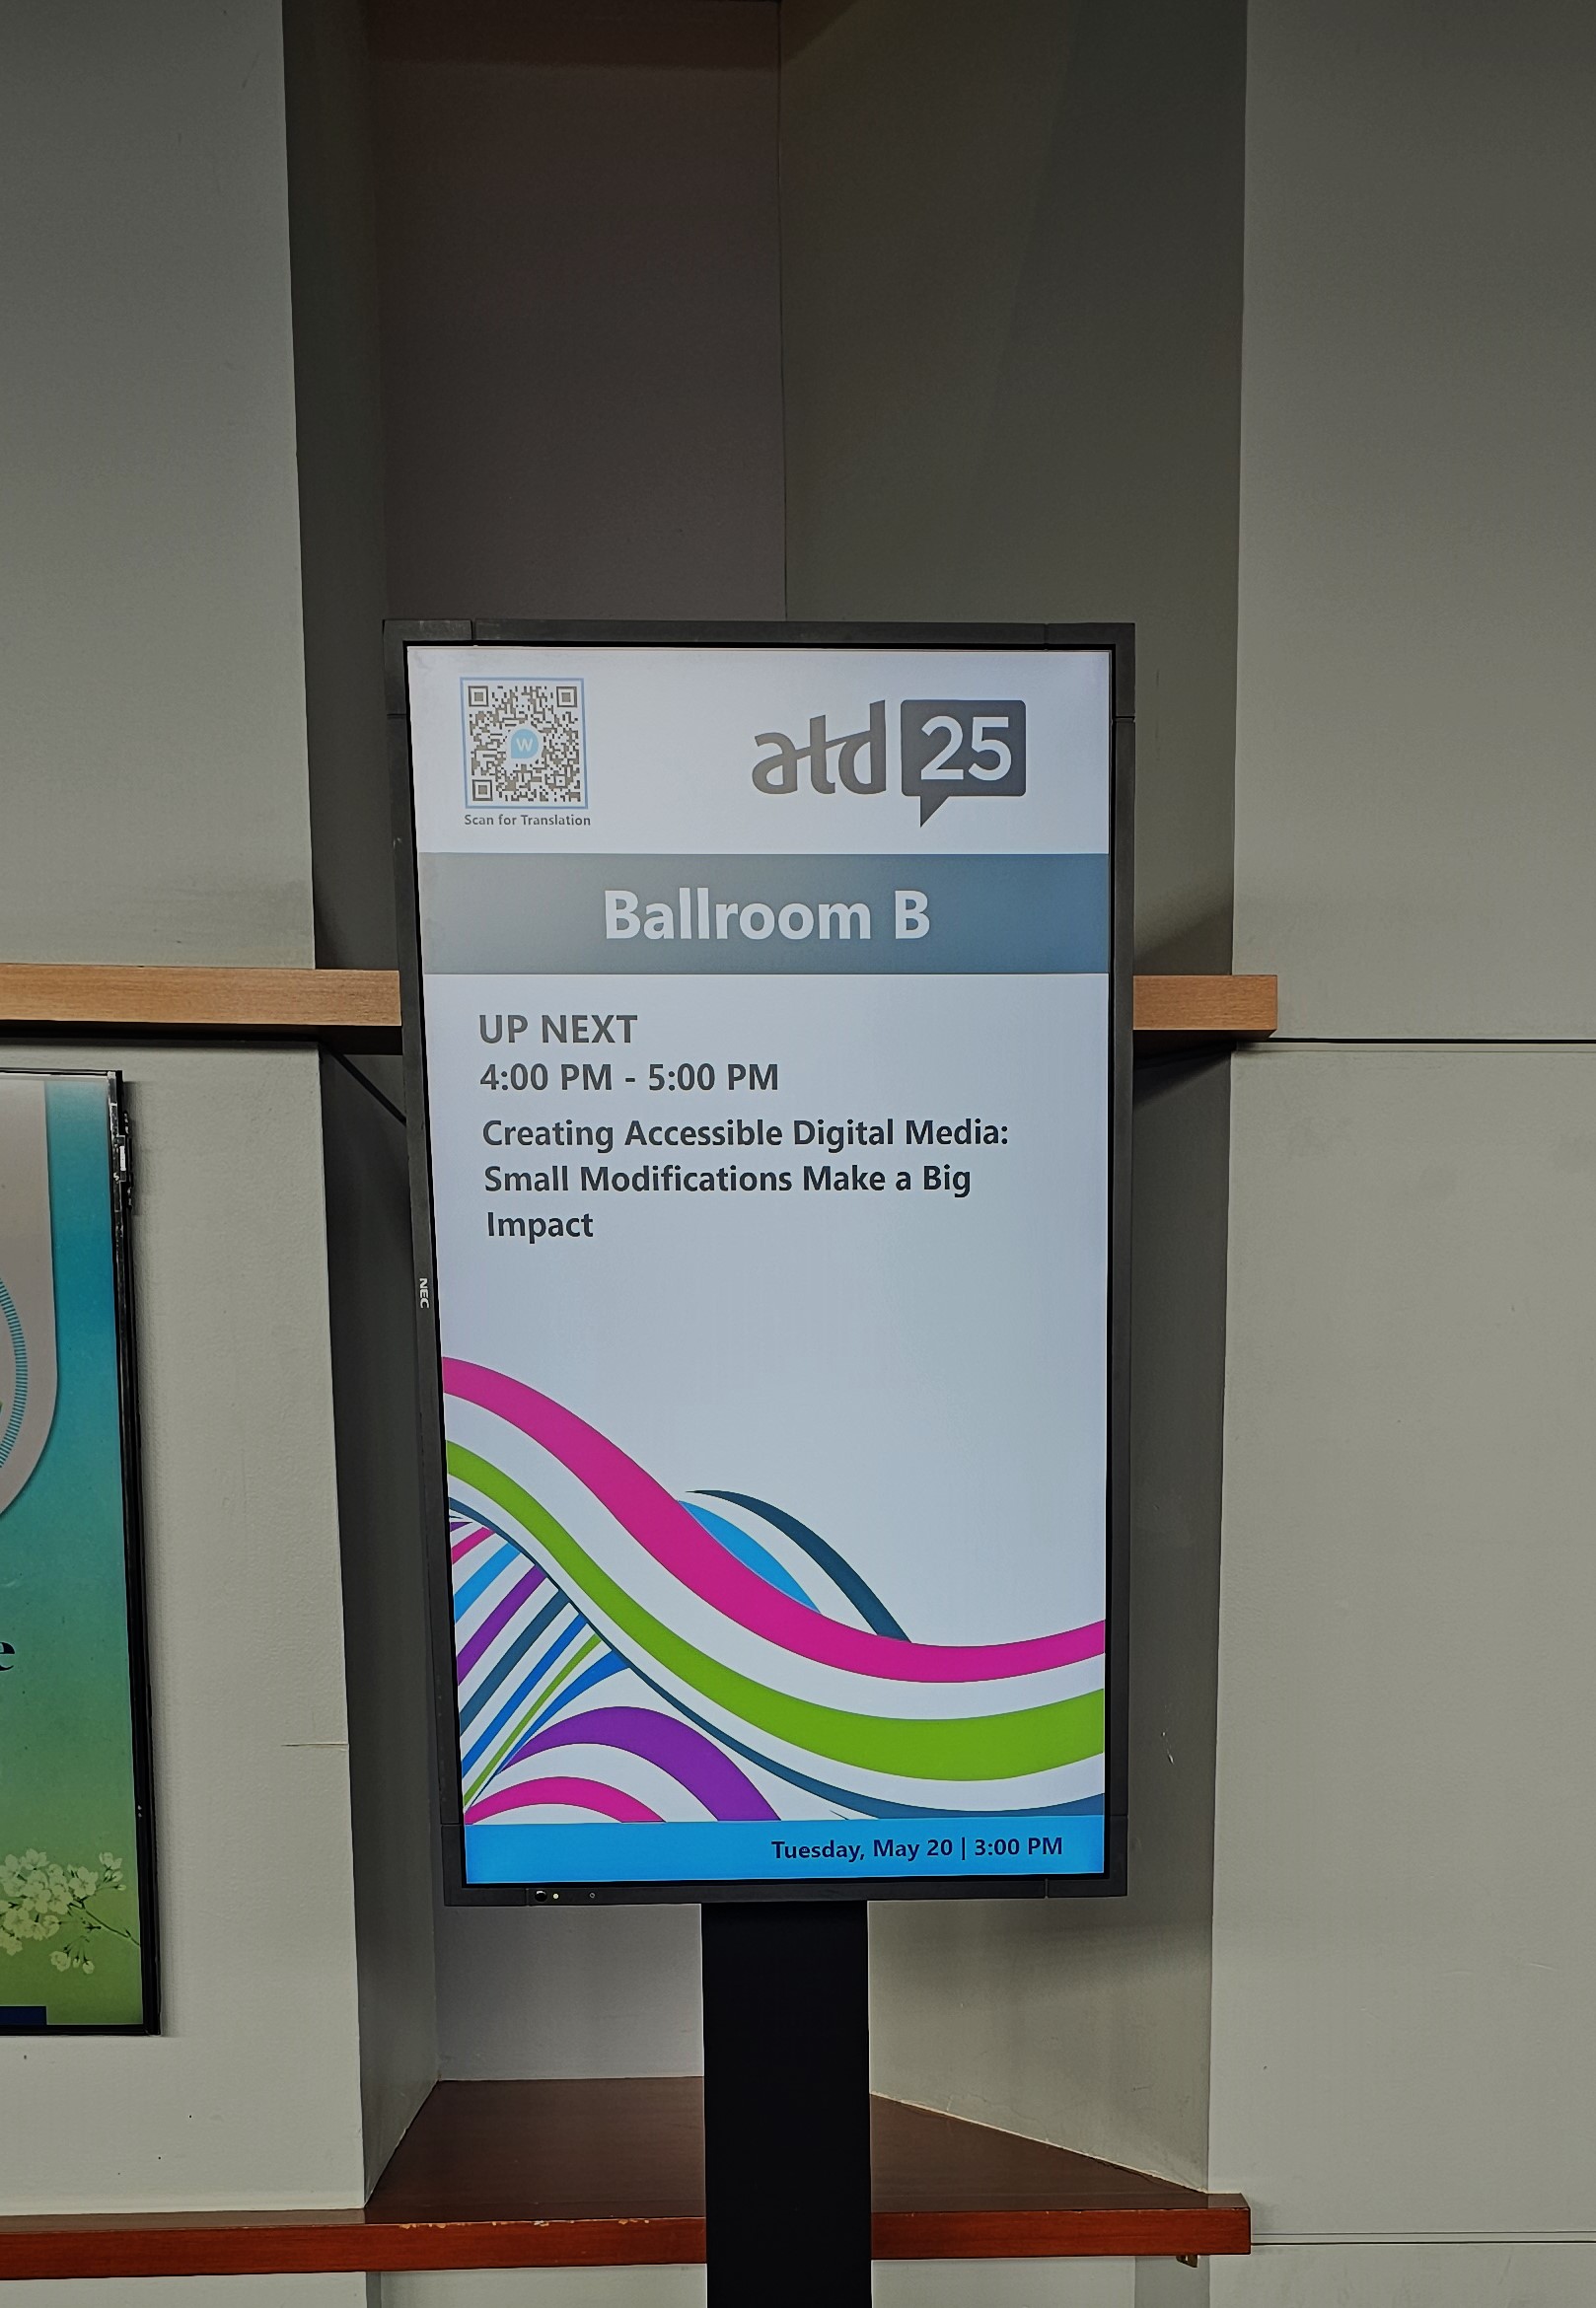 W
Scan for Translation
atd 25
Ballroom B
UP NEXT
4:00 PM - 5:00 PM
Creating Accessible Digital Media:
Small Modifications Make a Big
Impact
NEC
Tuesday, May 20 | 3:00 PM
e